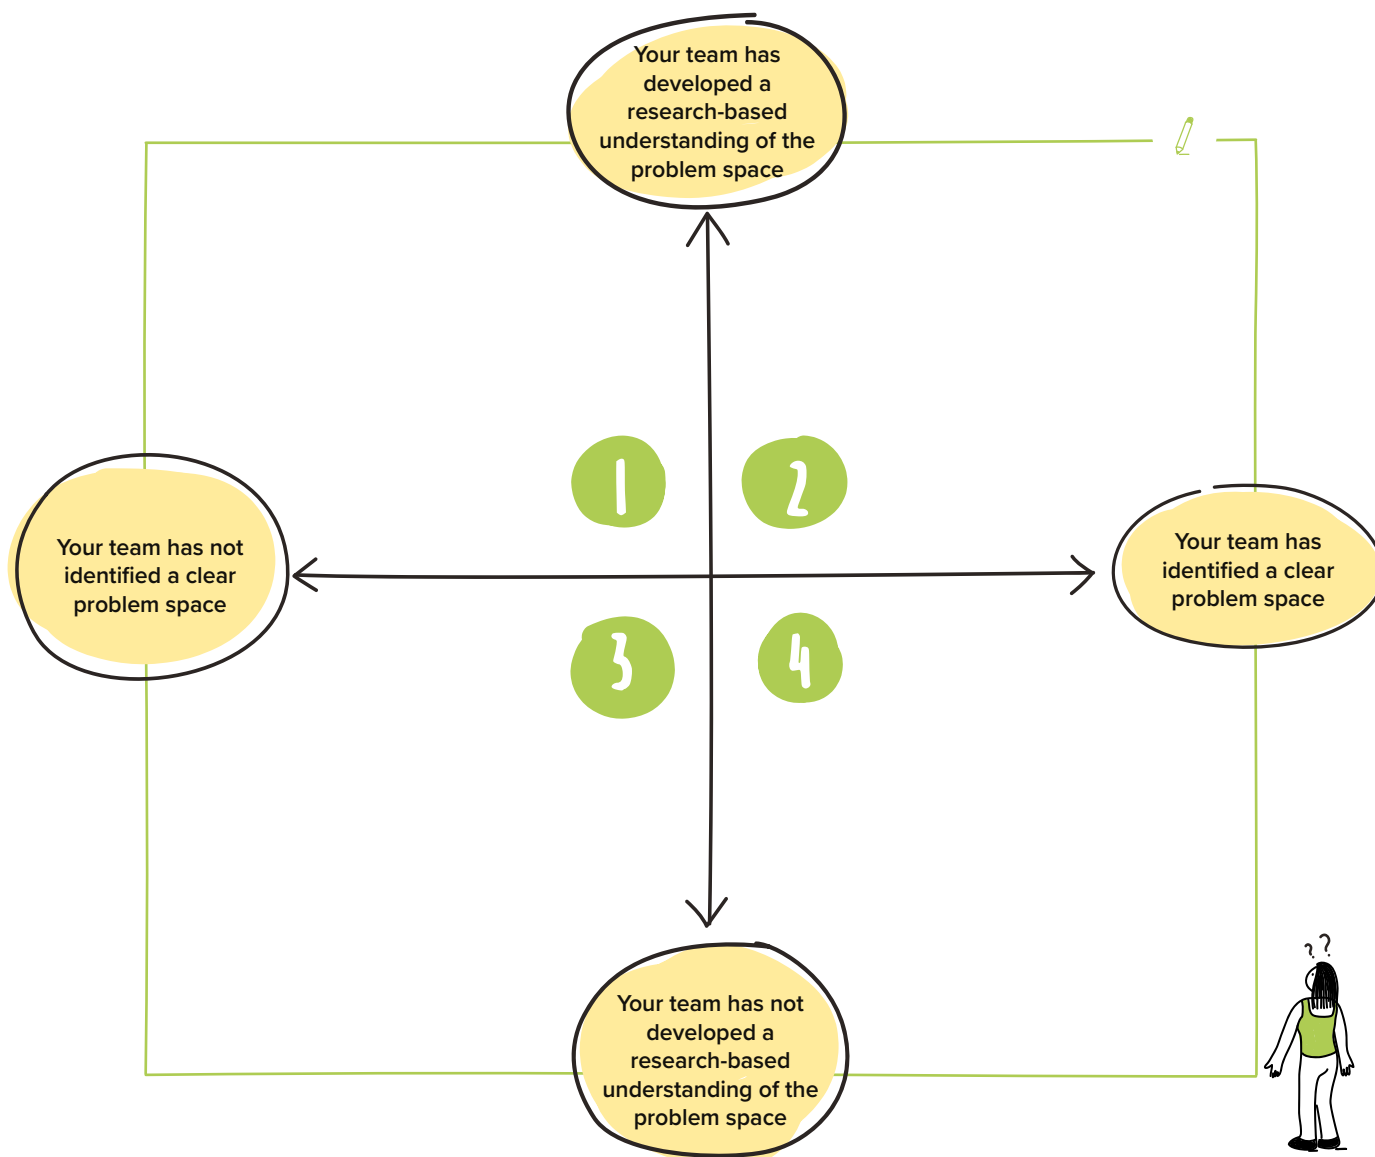 Your team has
developed a
research-based
understanding of the
problem space
1
2
Your team has not
identified a clear
problem space
Your team has
identified a clear
problem space
3
4
? ?
Your team has not
developed a
research-based
understanding of the
problem space